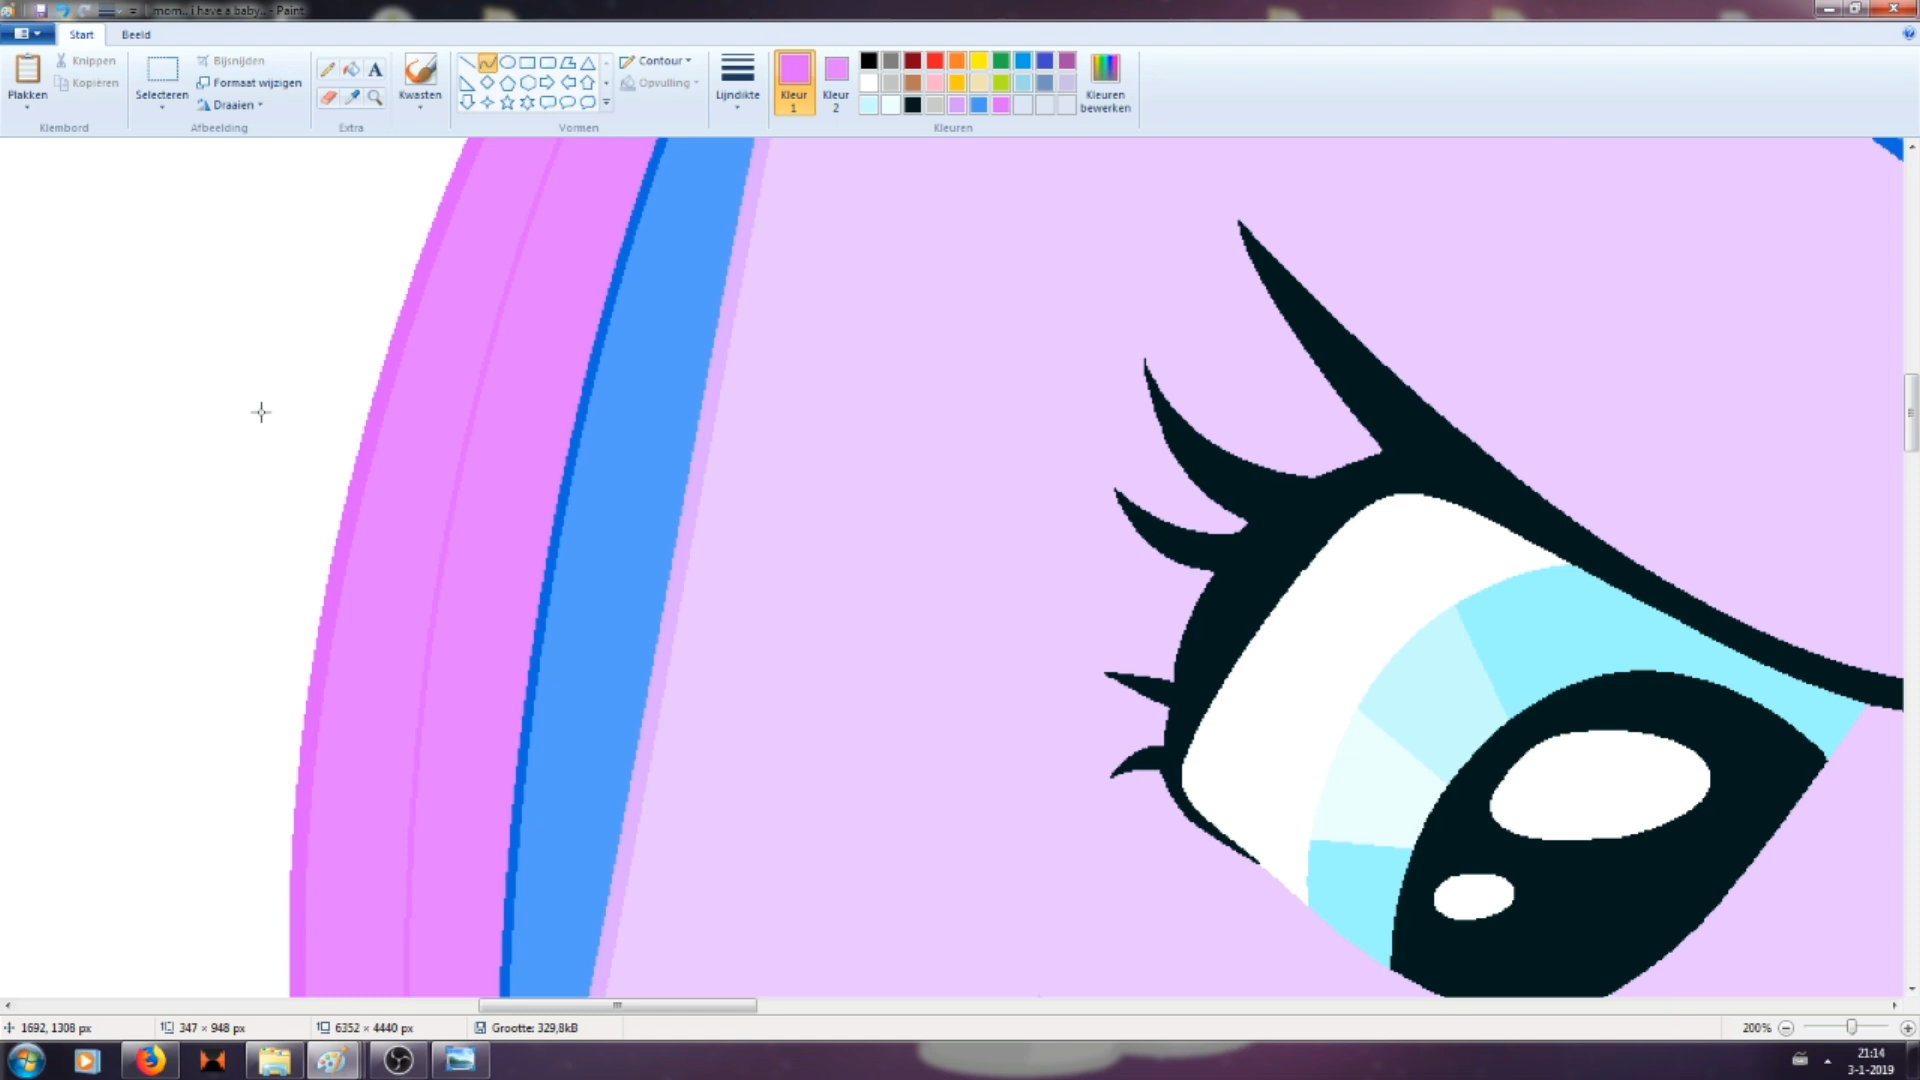 mom.. i have a baby.. - Paint
Start
Beeld
Plakken
Knippen
Kopiëren
Klembord
Selecteren
Bijsnijden
Formaat wijzigen
Draaien
Afbeelding
A
Extra
Kwasten
Contour
Opvulling
Vormen
Lijndikte
Kleur
1
Kleur
2
Kleuren
bewerken
Kleuren
1692, 1308 px
347 × 948 px
6352 × 4440 px
Grootte: 329,8kB
200%
21:14
3-1-2019